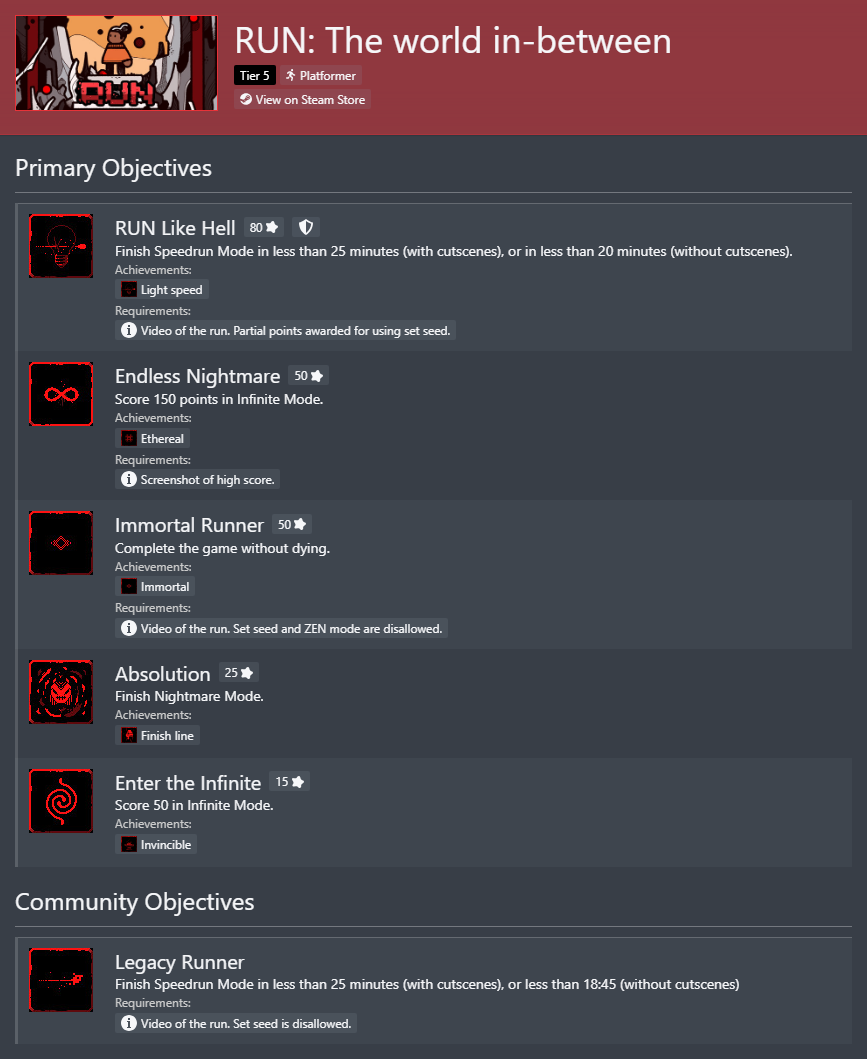 RUN
RUN: The world in-between
Tier 5
Platformer
View on Steam Store
Primary Objectives
RUN Like Hell 80
Finish Speedrun Mode in less than 25 minutes (with cutscenes), or in less than 20 minutes (without cutscenes).
Achievements:
Light speed
Requirements:
Video of the run. Partial points awarded for using set seed.
Endless Nightmare 50
Score 150 points in Infinite Mode.
Achievements:
Ethereal
Requirements:
Screenshot of high score.
Immortal Runner 50
Complete the game without dying.
Achievements:
Immortal
Requirements:
Video of the run. Set seed and ZEN mode are disallowed.
Absolution 25
Finish Nightmare Mode.
Achievements:
Finish line
Enter the Infinite 15
Score 50 in Infinite Mode.
Achievements:
Invincible
Community Objectives
Legacy Runner
Finish Speedrun Mode in less than 25 minutes (with cutscenes), or less than 18:45 (without cutscenes)
Requirements:
Video of the run. Set seed is disallowed.